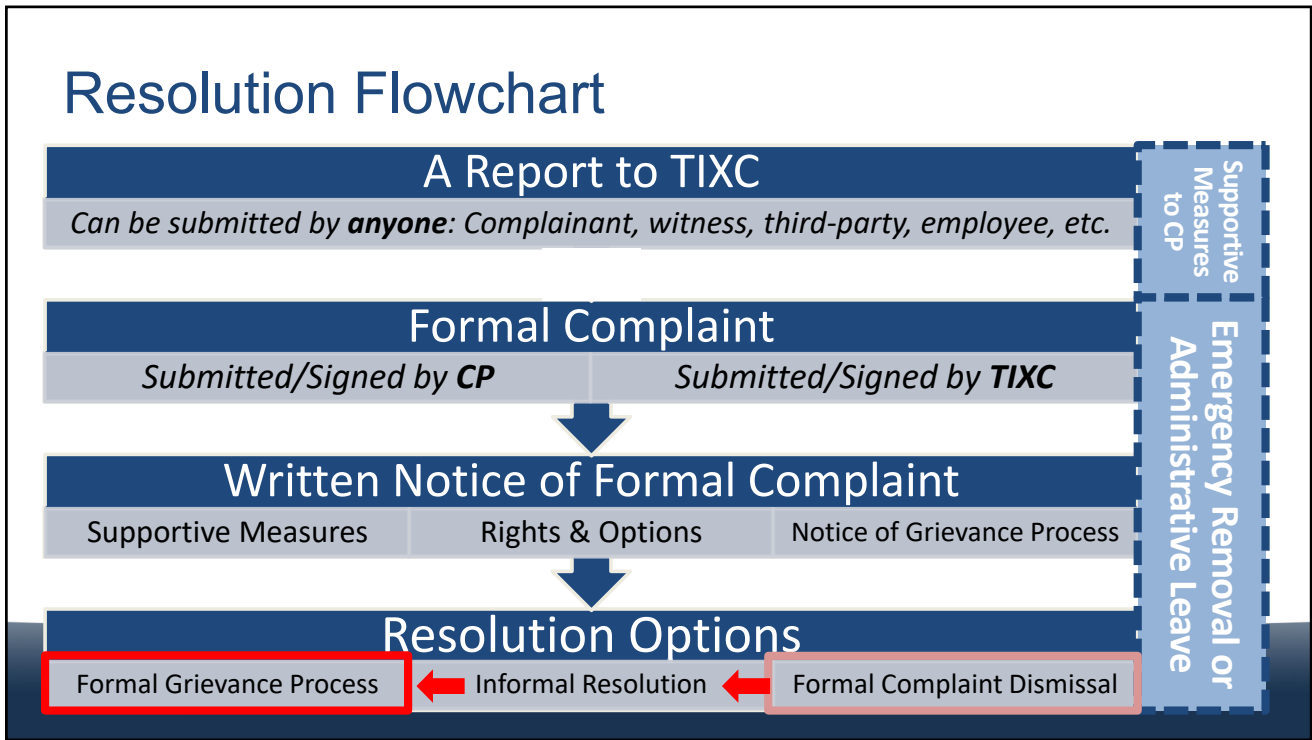 Resolution Flowchart
A Report to TIXC
Can be submitted by anyone: Complainant, witness, third-party, employee, etc.
Supportive
Measures
to CP
Formal Complaint
Submitted/Signed by CP
Submitted/Signed by TIXC
Emergency Removal or
Administrative Leave
Written Notice of Formal Complaint
Supportive Measures
Rights & Options
Notice of Grievance Process
Resolution Options
Formal Grievance Process
Informal Resolution
Formal Complaint Dismissal